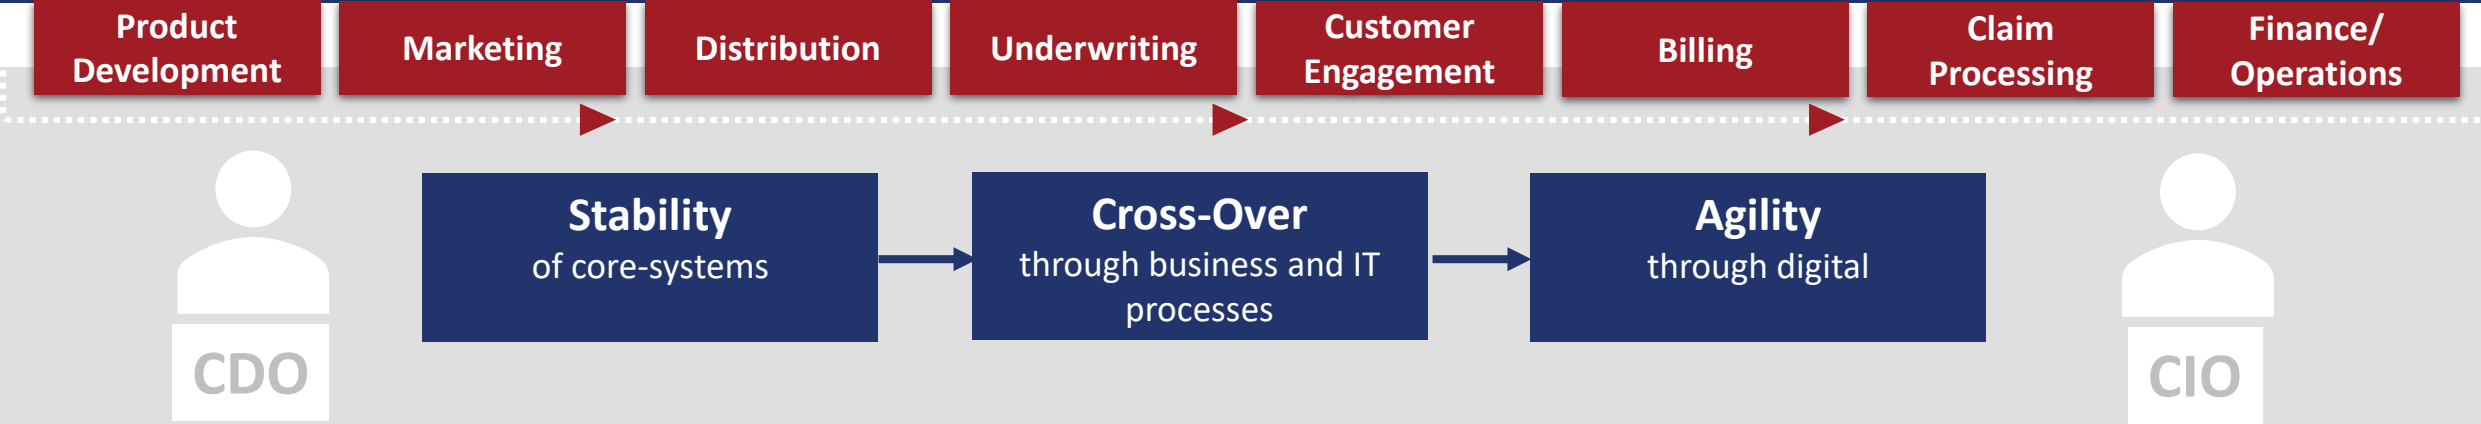 Product
Development
Marketing
Distribution
Underwriting
Customer
Engagement
Billing
Claim
Processing
Finance/
Operations
Stability
of core-systems
Cross-Over
through business and IT
processes
Agility
through digital
CDO
CIO